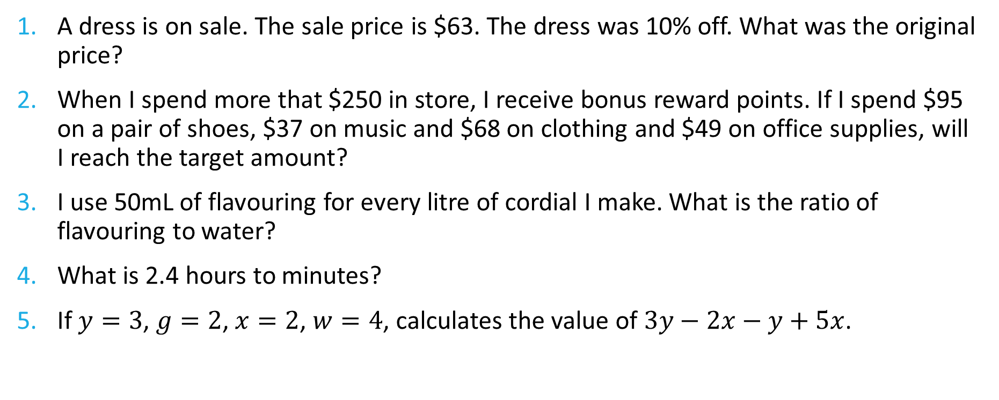 1. A dress is on sale. The sale price is $63. The dress was 10% off. What was the original
price?
2. When I spend more that $250 in store, I receive bonus reward points. If I spend $95
on a pair of shoes, $37 on music and $68 on clothing and $49 on office supplies, will
I reach the target amount?
3. I use 50mL of flavouring for every litre of cordial I make. What is the ratio of
flavouring to water?
4. What is 2.4 hours to minutes?
5. If y = 3, g = 2, x = 2, w = 4, calculates the value of 3y − 2x − y + 5x.